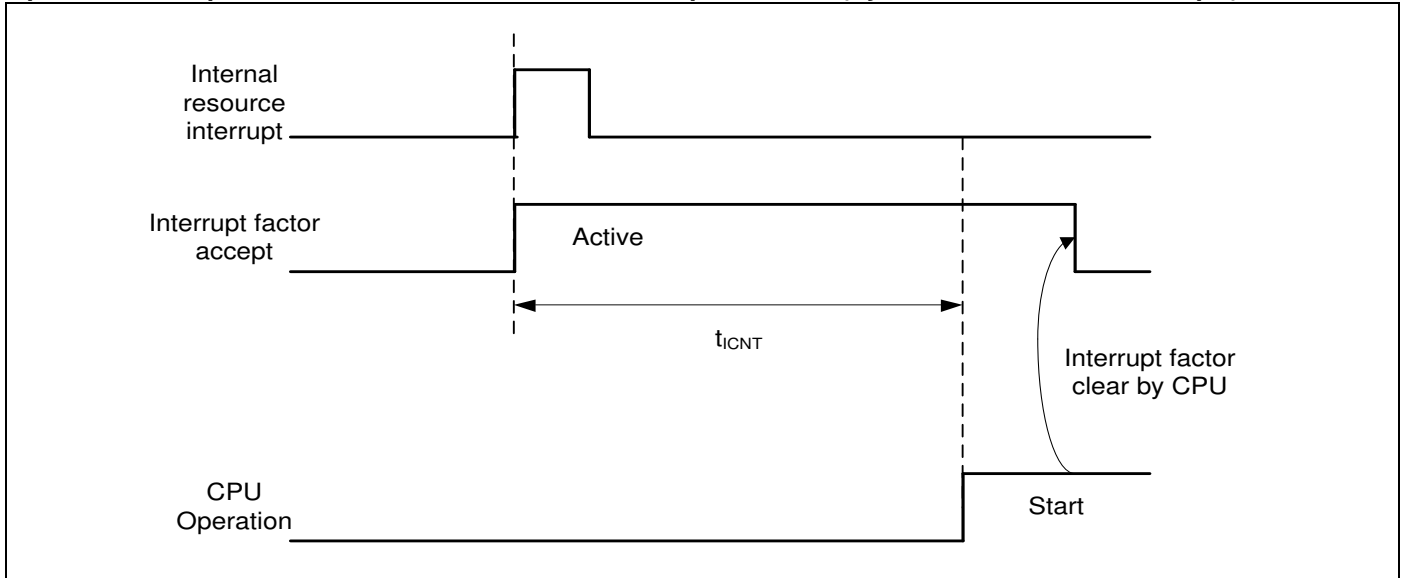 Internal
resource
interrupt
Interrupt factor
accept
Active
tICNT
Interrupt factor
clear by CPU
CPU
Operation
Start